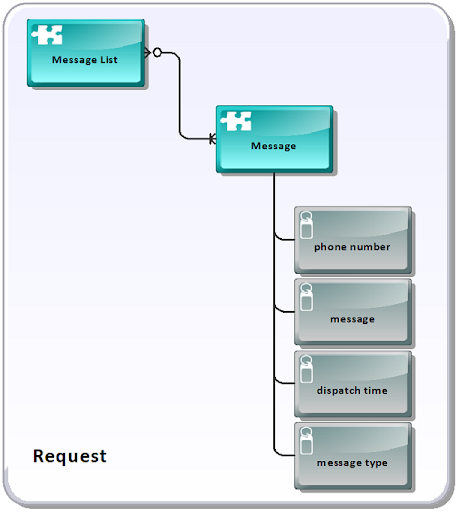 Message List
Message
phone number
message
dispatch time
message type
Request